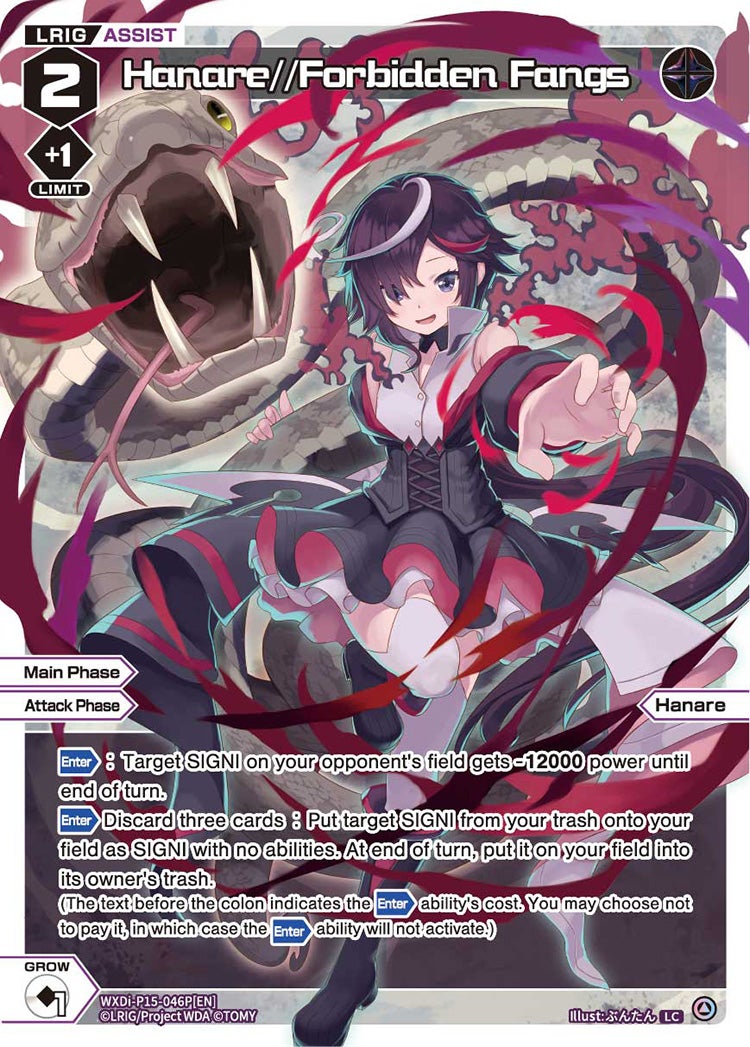 LRIG ASSIST
2
Hanare//Forbidden Fangs
+1
LIMIT
Main Phase
Attack Phase
Hanare
Enter : Target SIGNI on your opponent's field gets -12000 power until
end of turn.
Enter Discard three cards : Put target SIGNI from your trash onto your
field as SIGNI with no abilities. At end of turn, put it on your field into
its owner's trash.
(The text before the colon indicates the Enter ability's cost. You may choose not
to pay it, in which case the Enter ability will not activate.)
GROW
1
WXDi-P15-046P[EN]
©LRIG/Project WDA ©TOMY
Illust:ぶんたん LC